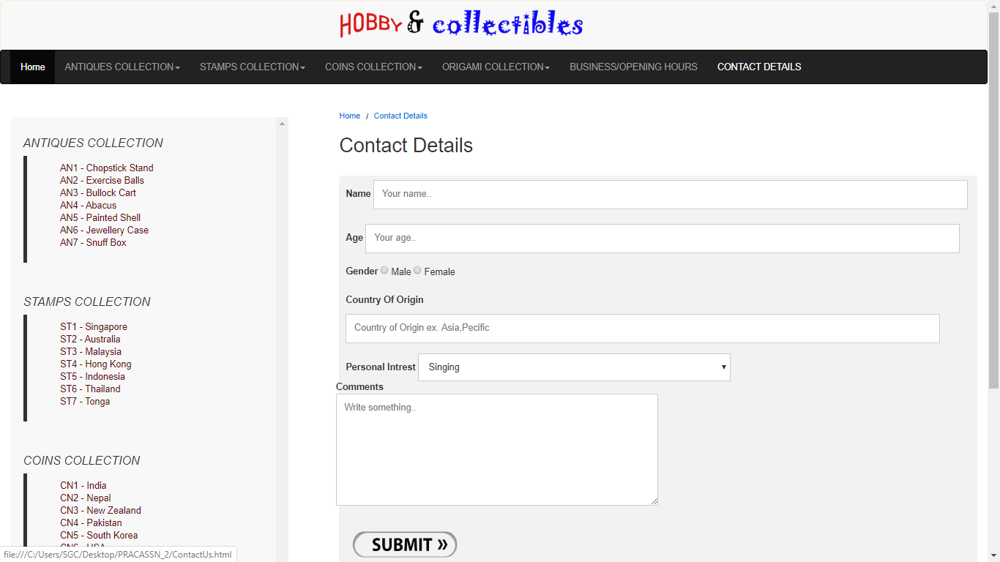 HOBBY & collectibles
Home ANTIQUES COLLECTION STAMPS COLLECTION COINS COLLECTION ORIGAMI COLLECTION BUSINESS/OPENING HOURS CONTACT DETAILS
ANTIQUES COLLECTION
AN1 - Chopstick Stand
AN2 - Exercise Balls
AN3 - Bullock Cart
AN4 - Abacus
AN5 - Painted Shell
AN6 - Jewellery Case
AN7 - Snuff Box
STAMPS COLLECTION
ST1 - Singapore
ST2 - Australia
ST3 - Malaysia
ST4 - Hong Kong
ST5 - Indonesia
ST6 - Thailand
ST7 - Tonga
COINS COLLECTION
CN1 - India
CN2 - Nepal
CN3 - New Zealand
CN4 - Pakistan
CN5 - South Korea
CN6 - USA
file:///C:/Users/SGC/Desktop/PRACASSN_2/ContactUs.html
Home / Contact Details
Contact Details
Name Your name..
Age Your age..
Gender Male Female
Country Of Origin
Country of Origin ex. Asia,Pecific
Personal Intrest Singing
Comments
Write something..
SUBMIT »